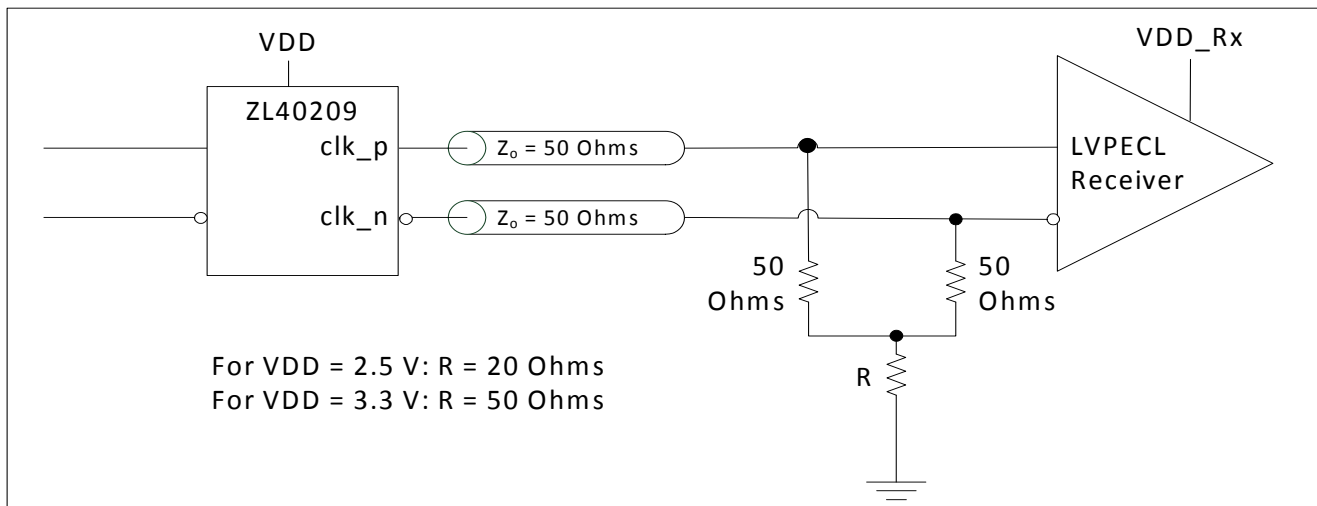 VDD
VDD_Rx
ZL40209
clk_p
Zo = 50 Ohms
LVPECL
Receiver
clk_n
Zo = 50 Ohms
50
Ohms
50
Ohms
For VDD = 2.5 V: R = 20 Ohms
For VDD = 3.3 V: R = 50 Ohms
R